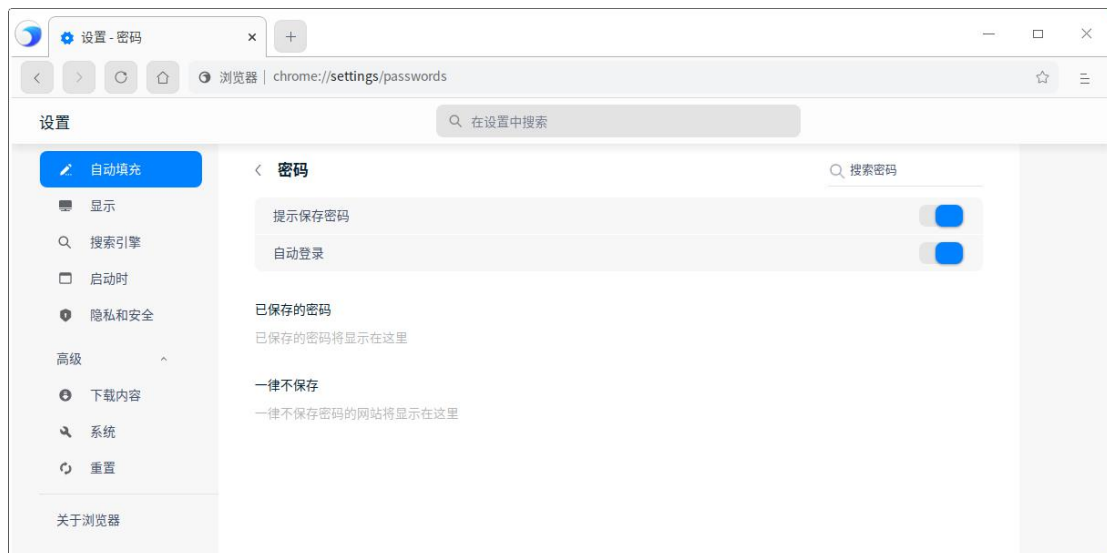 设置 - 密码
浏览器 | chrome://settings/passwords
设置
在设置中搜索
自动填充
显示
搜索引擎
启动时
隐私和安全
高级
下载内容
系统
重置
关于浏览器
密码
搜索密码
提示保存密码
自动登录
已保存的密码
已保存的密码将显示在这里
一律不保存
一律不保存密码的网站将显示在这里